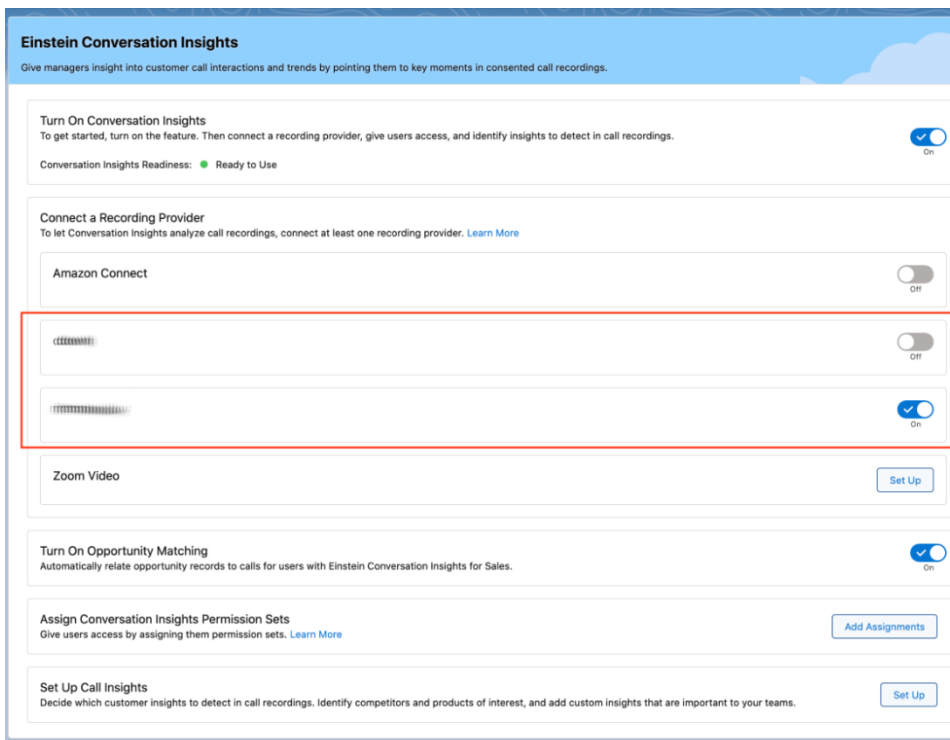 Einstein Conversation Insights
Give managers insight into customer call interactions and trends by pointing them to key moments in consented call recordings.
Turn On Conversation Insights
To get started, turn on the feature. Then connect a recording provider, give users access, and identify insights to detect in call recordings.
On
Conversation Insights Readiness: Ready to Use
Connect a Recording Provider
To let Conversation Insights analyze call recordings, connect at least one recording provider. Learn More
Amazon Connect
Off
Off
On
Zoom Video
Set Up
Turn On Opportunity Matching
Automatically relate opportunity records to calls for users with Einstein Conversation Insights for Sales.
On
Assign Conversation Insights Permission Sets
Give users access by assigning them permission sets. Learn More
Add Assignments
Set Up Call Insights
Decide which customer insights to detect in call recordings. Identify competitors and products of interest, and add custom insights that are important to your teams.
Set Up